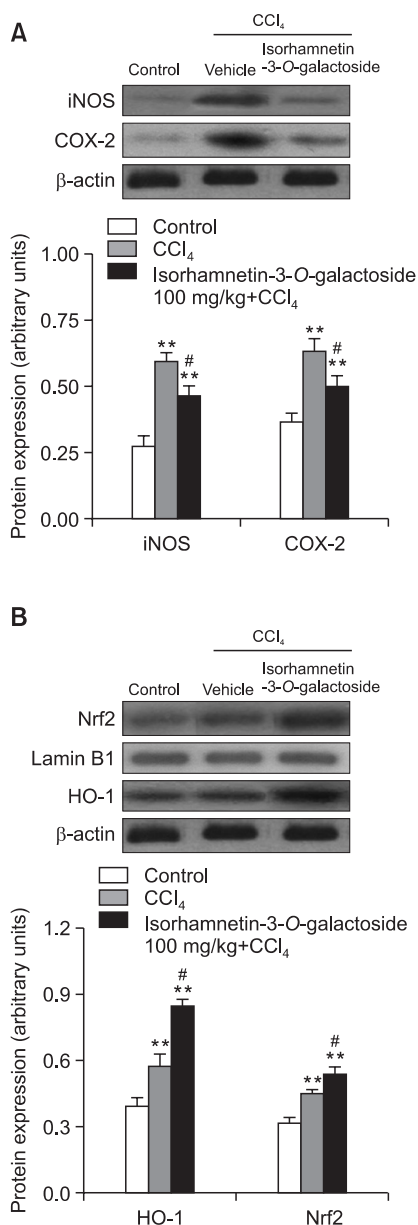 A
CCl₄
Isorhamnetin
Control Vehicle -3-O-galactoside
iNOS
COX-2
β-actin
Control
CCl₄
Isorhamnetin-3-O-galactoside
100 mg/kg+CCl₄
Protein expression (arbitrary units)
1.00
0.75
0.50
0.25
0.00
** # ** ** # **
iNOS COX-2
B
CCl₄
Isorhamnetin
Control Vehicle -3-O-galactoside
Nrf2
Lamin B1
HO-1
β-actin
Control
CCl₄
Isorhamnetin-3-O-galactoside
100 mg/kg+CCl₄
Protein expression (arbitrary units)
1.2
0.9
0.6
0.3
0.0
** # ** ** # **
HO-1 Nrf2